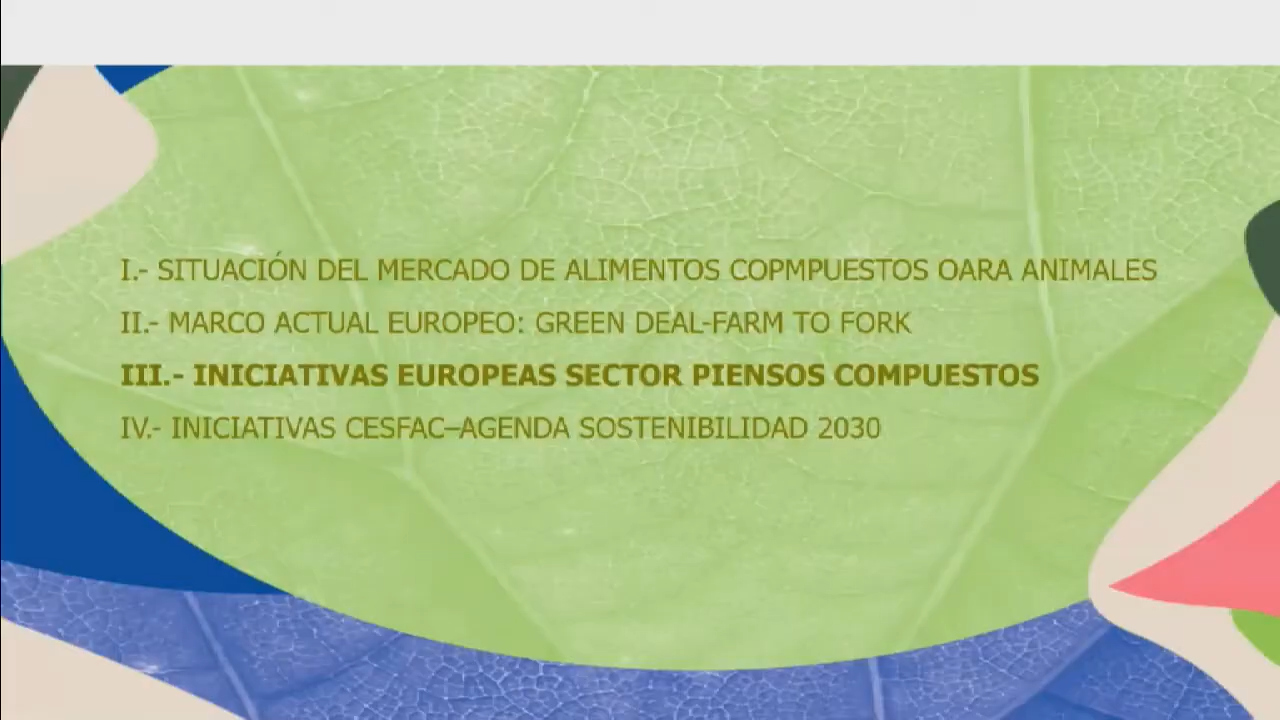 I.- SITUACIÓN DEL MERCADO DE ALIMENTOS COPMPUESTOS OARA ANIMALES
II.- MARCO ACTUAL EUROPEO: GREEN DEAL-FARM TO FORK
III.- INICIATIVAS EUROPEAS SECTOR PIENSOS COMPUESTOS
IV.- INICIATIVAS CESFAC–AGENDA SOSTENIBILIDAD 2030